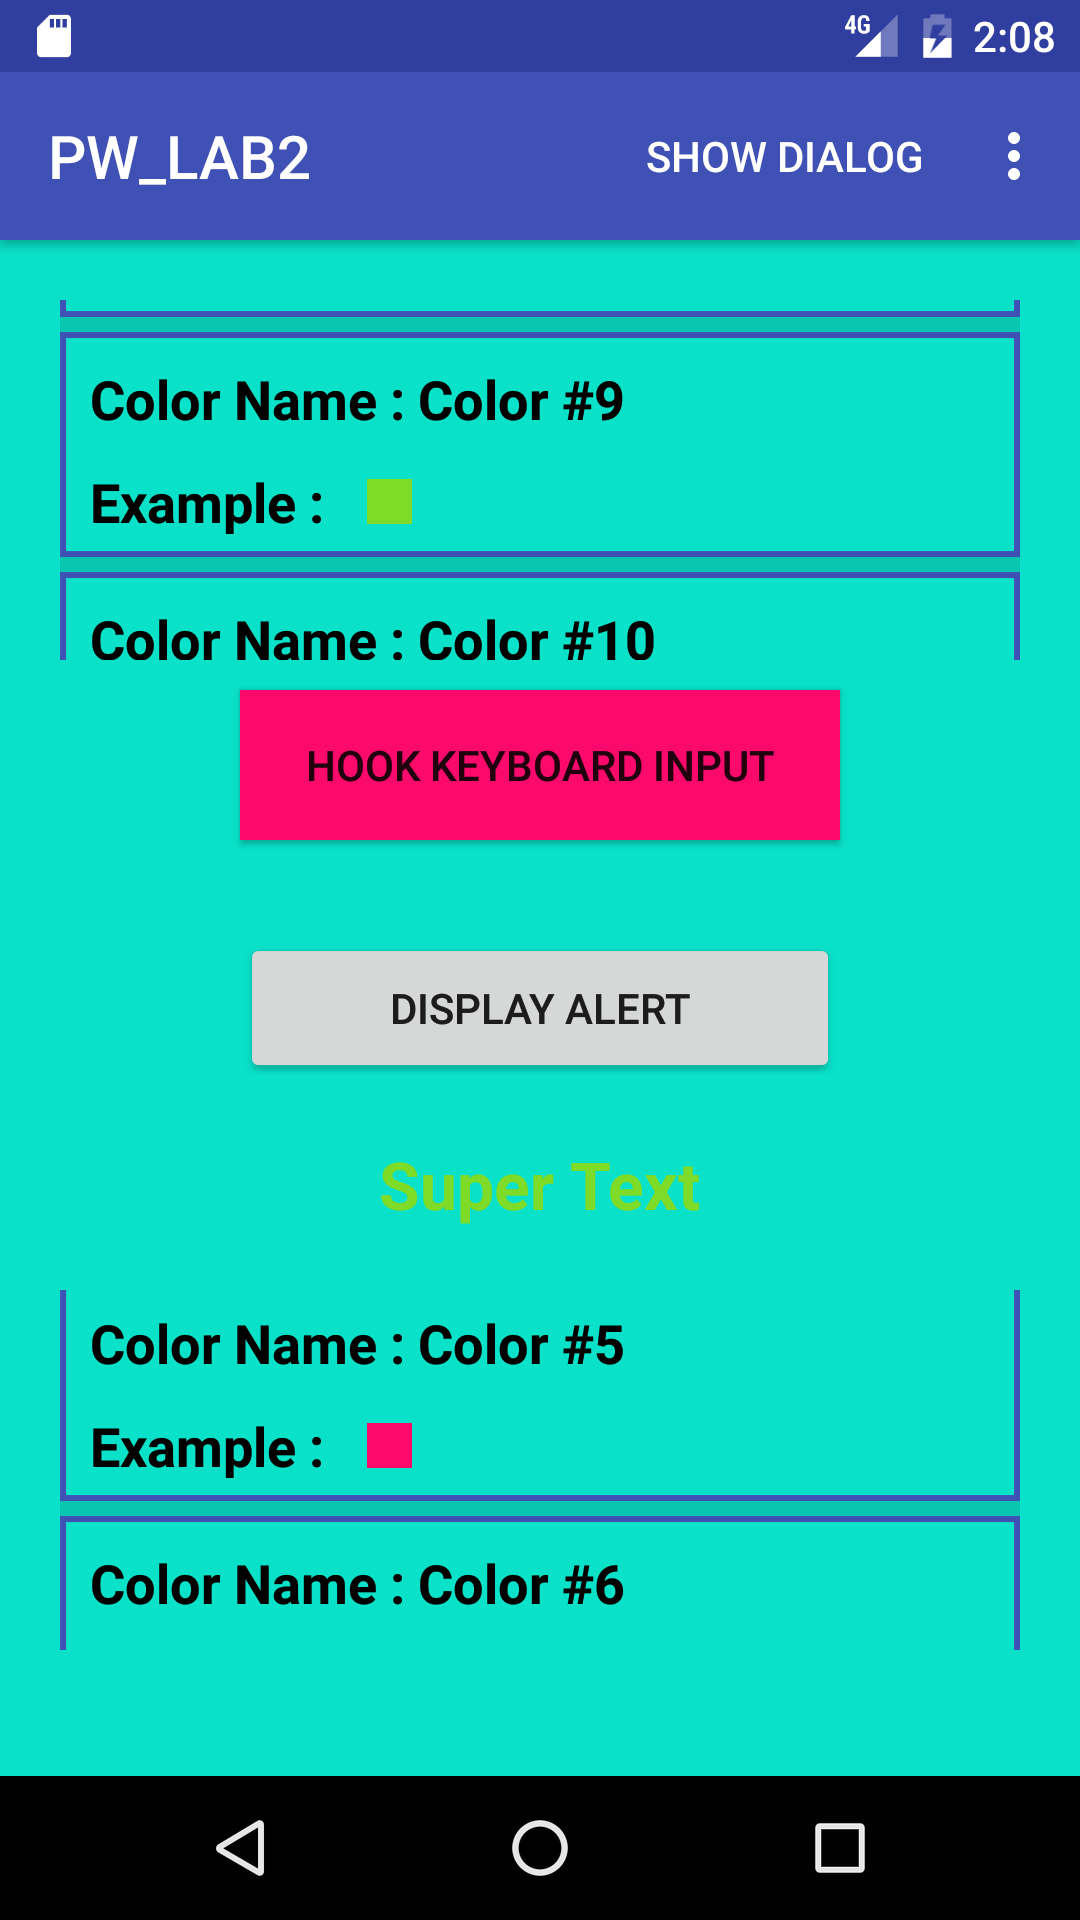 4G 2:08
PW_LAB2 SHOW DIALOG
Color Name : Color #9
Example :
Color Name : Color #10
HOOK KEYBOARD INPUT
DISPLAY ALERT
Super Text
Color Name : Color #5
Example :
Color Name : Color #6